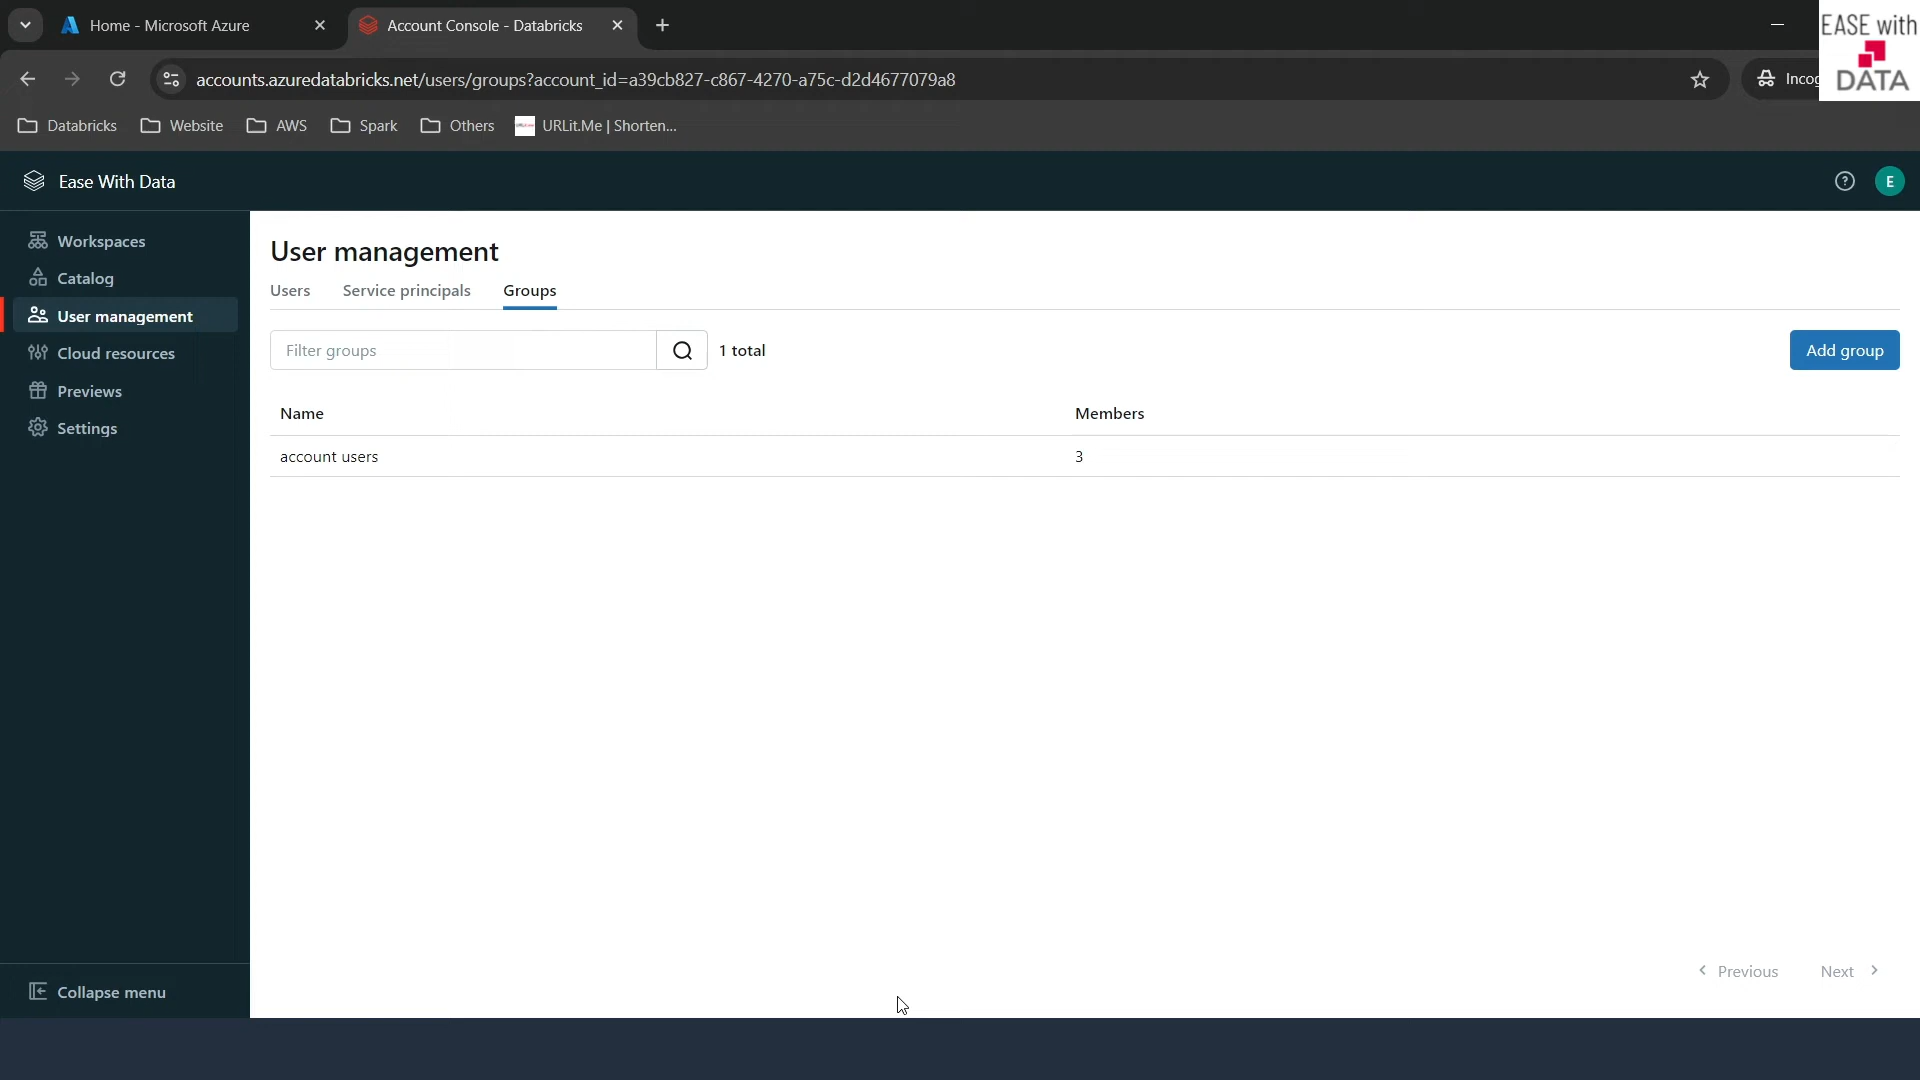 Home - Microsoft Azure
Account Console - Databricks
EASE with
DATA
accounts.azuredatabricks.net/users/groups?account_id=a39cb827-c867-4270-a75c-d2d4677079a8
Incog
Databricks
Website
AWS
Spark
Others
URLit.Me | Shorten...
Ease With Data
?
E
Workspaces
Catalog
User management
Cloud resources
Previews
Settings
Collapse menu
User management
Users
Service principals
Groups
Filter groups
1 total
Add group
Name
Members
account users
3
Previous
Next